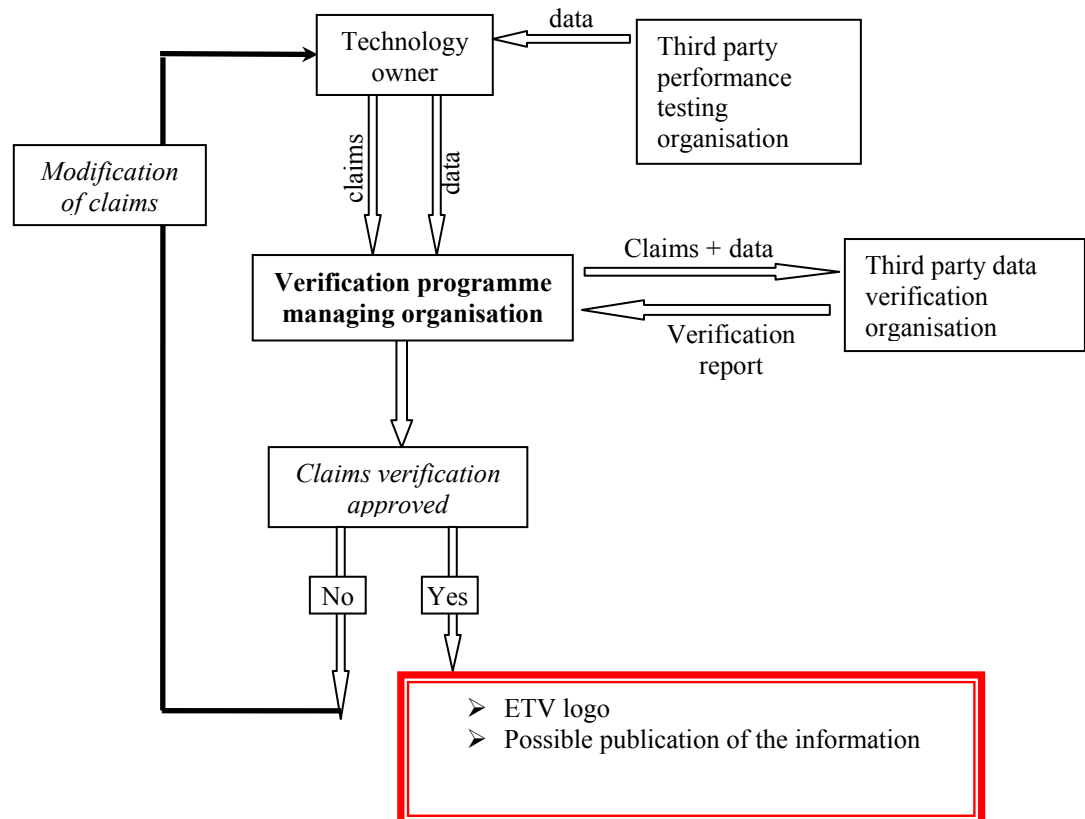 data
Technology
owner
Third party
performance
testing
organisation
claims
data
Modification
of claims
Verification programme
managing organisation
Claims + data
Third party data
verification
organisation
Verification
report
Claims verification
approved
No
Yes
➢ ETV logo
➢ Possible publication of the information